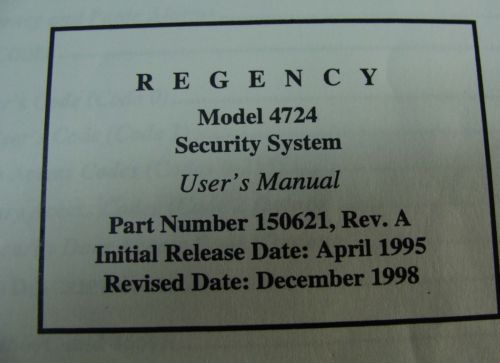 R E G E N C Y
Model 4724
Security System
User's Manual
Part Number 150621, Rev. A
Initial Release Date: April 1995
Revised Date: December 1998